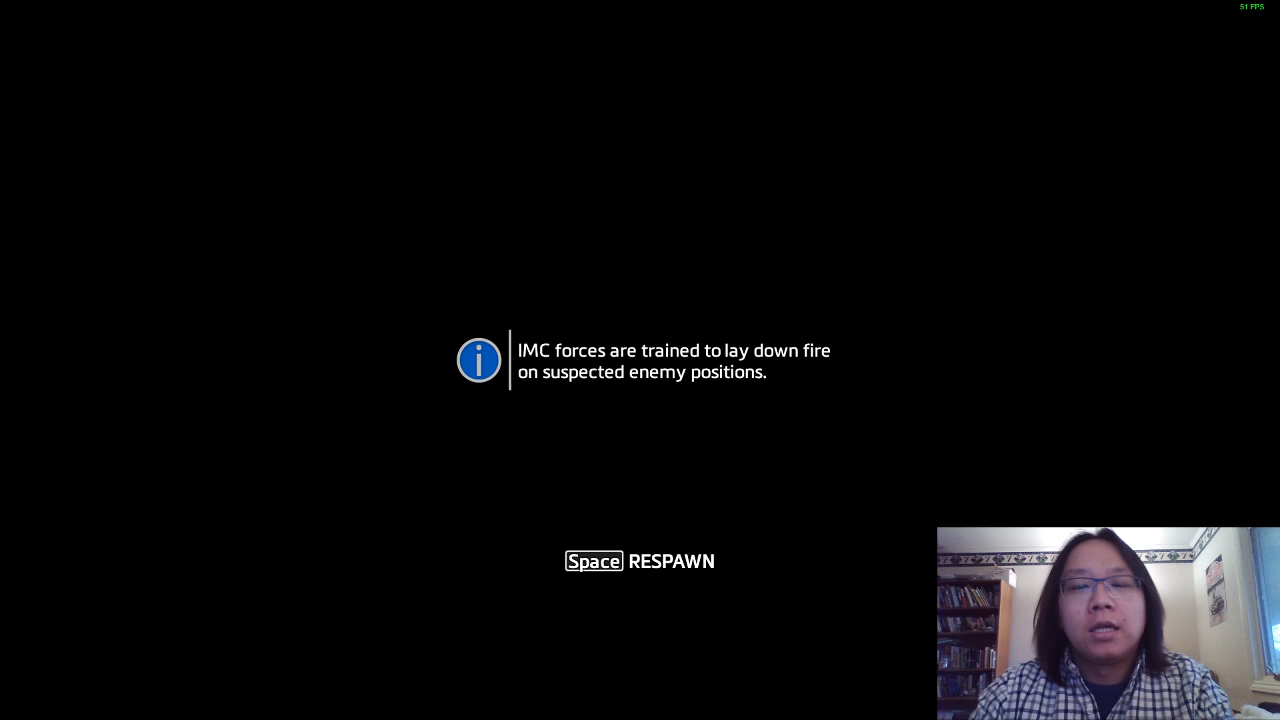 51 FPS
IMC forces are trained to lay down fire
on suspected enemy positions.
Space RESPAWN